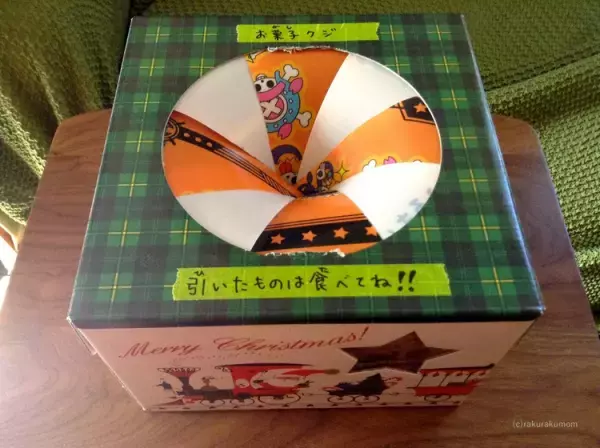 お菓子クジ
引いたものは食べてね!!
Merry Christmas!
(c)rakurakumom